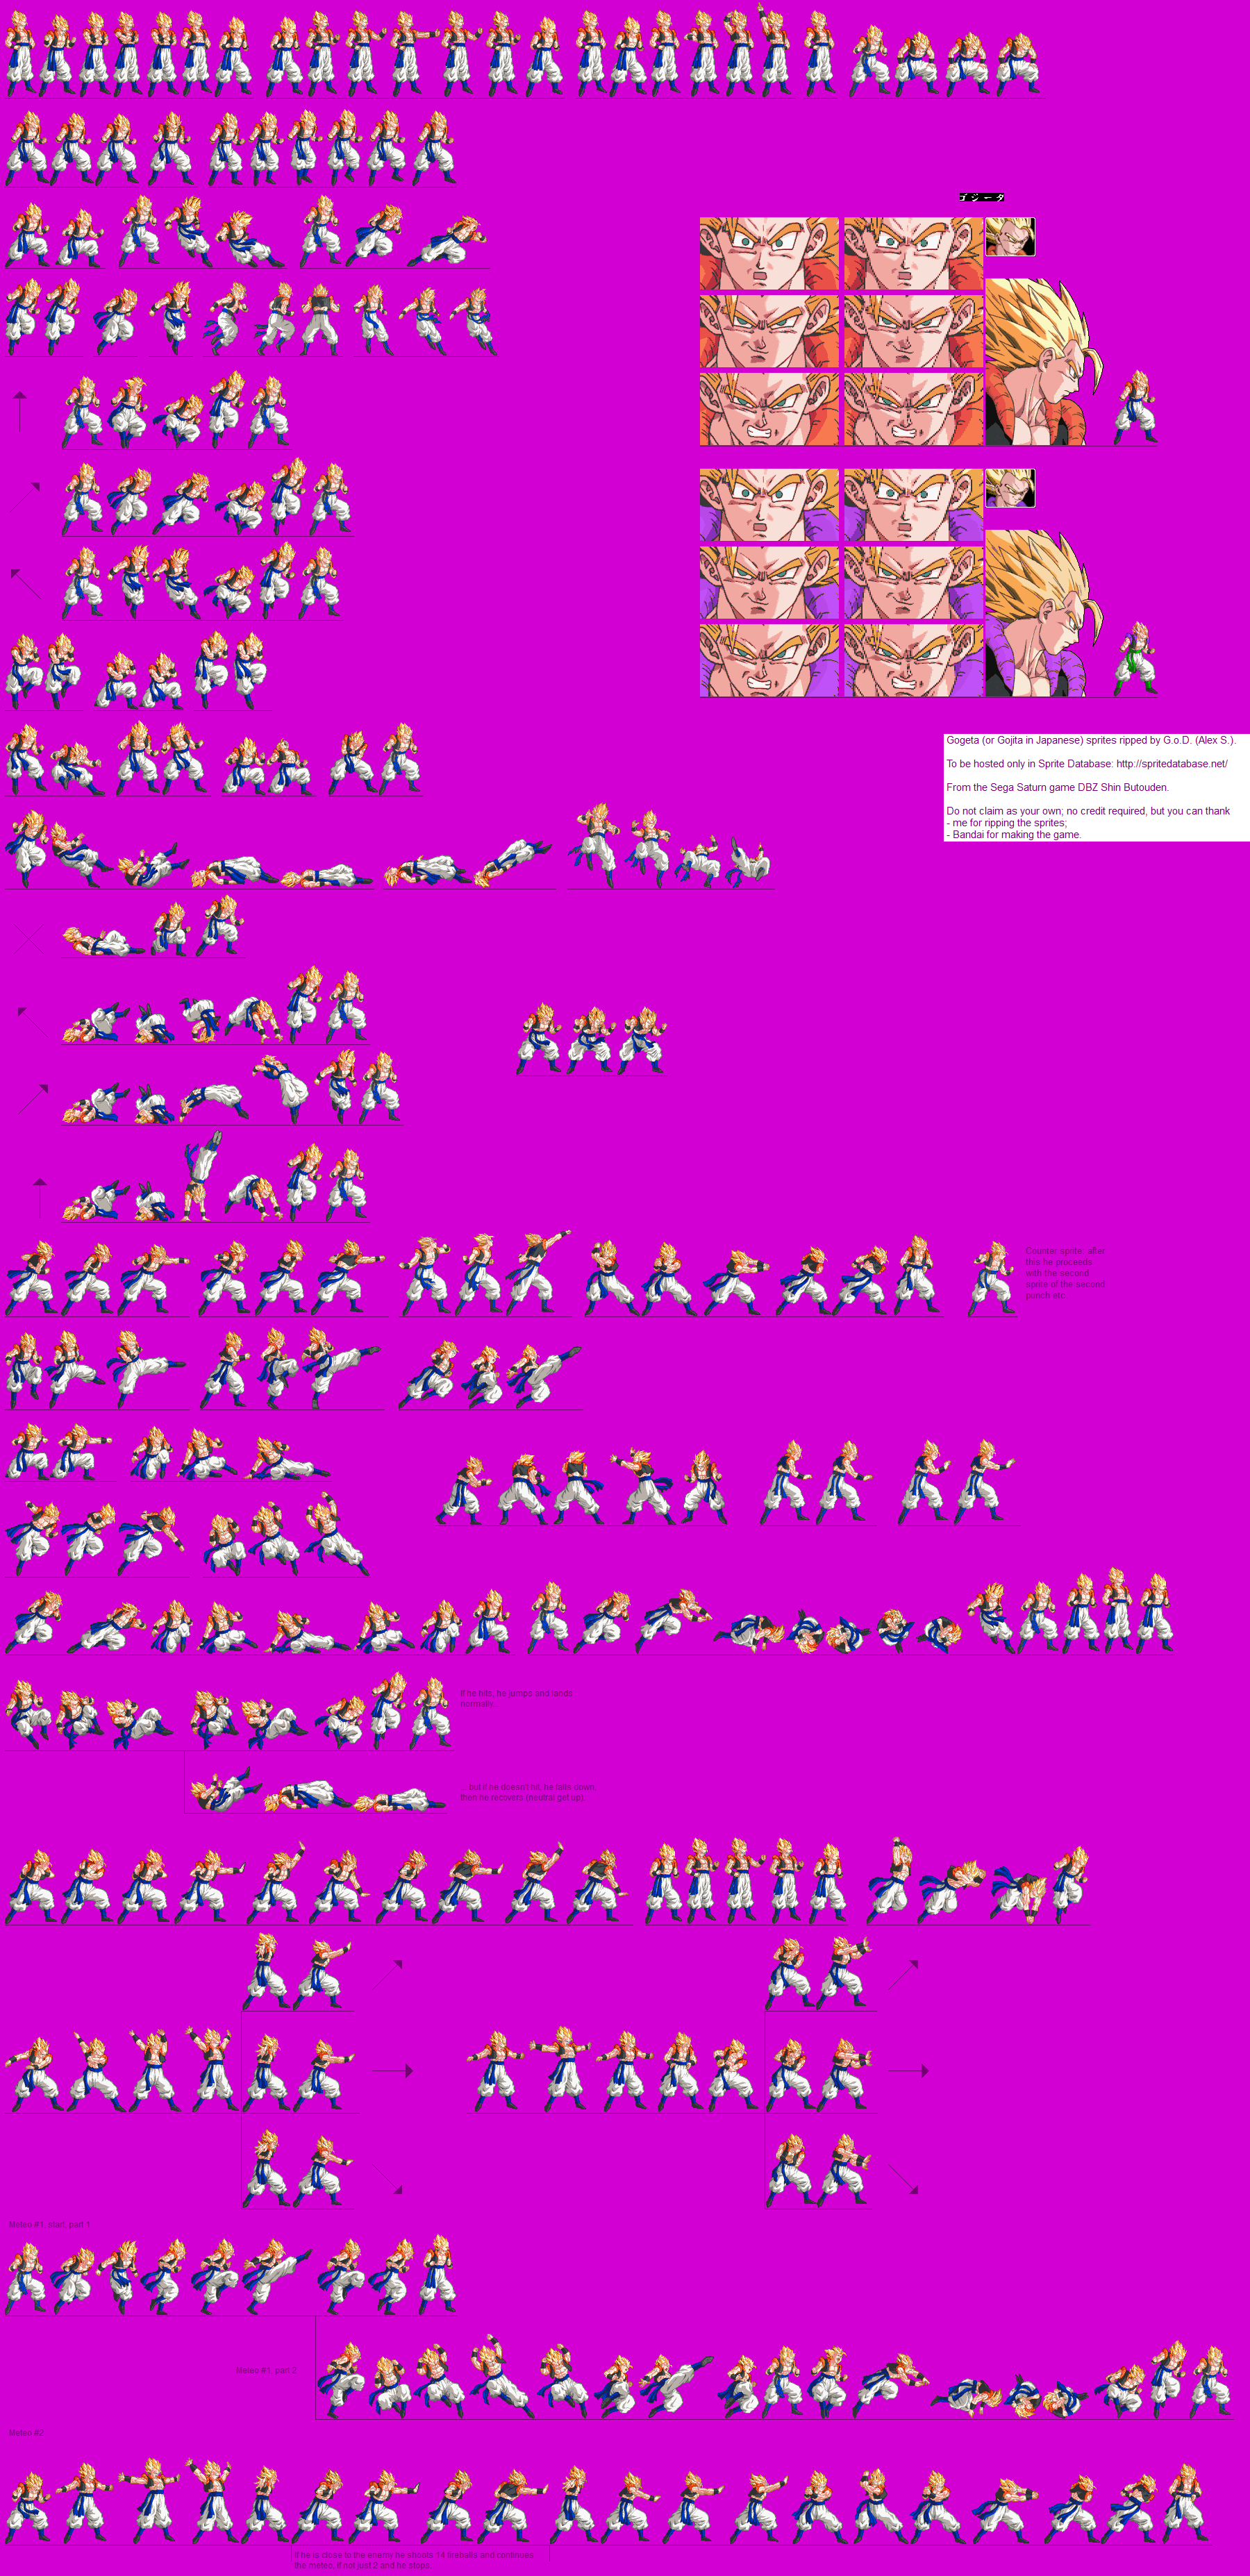 ゴジータ
Gogeta (or Gojita in Japanese) sprites ripped by G.o.D. (Alex S.).
To be hosted only in Sprite Database: http://spritedatabase.net/
From the Sega Saturn game DBZ Shin Butouden.
Do not claim as your own; no credit required, but you can thank
- me for ripping the sprites;
- Bandai for making the game.
Counter sprite: after
this he proceeds
with the second
sprite of the second
punch etc.
If he hits, he jumps and lands
normally...
... but if he doesn't hit, he falls down,
then he recovers (neutral get up)
Meteo #1, start, part 1
Meteo #1, part 2
Meteo #2
If he is close to the enemy he shoots 14 fireballs and continues
the meteo, if not just 2 and he stops.